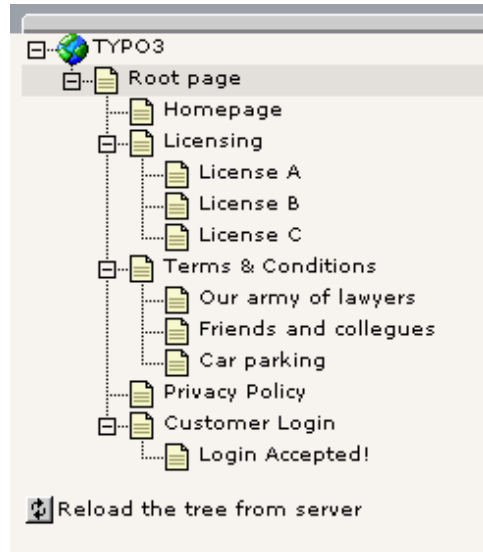 TYPO3
Root page
Homepage
Licensing
License A
License B
License C
Terms & Conditions
Our army of lawyers
Friends and collegues
Car parking
Privacy Policy
Customer Login
Login Accepted!
Reload the tree from server